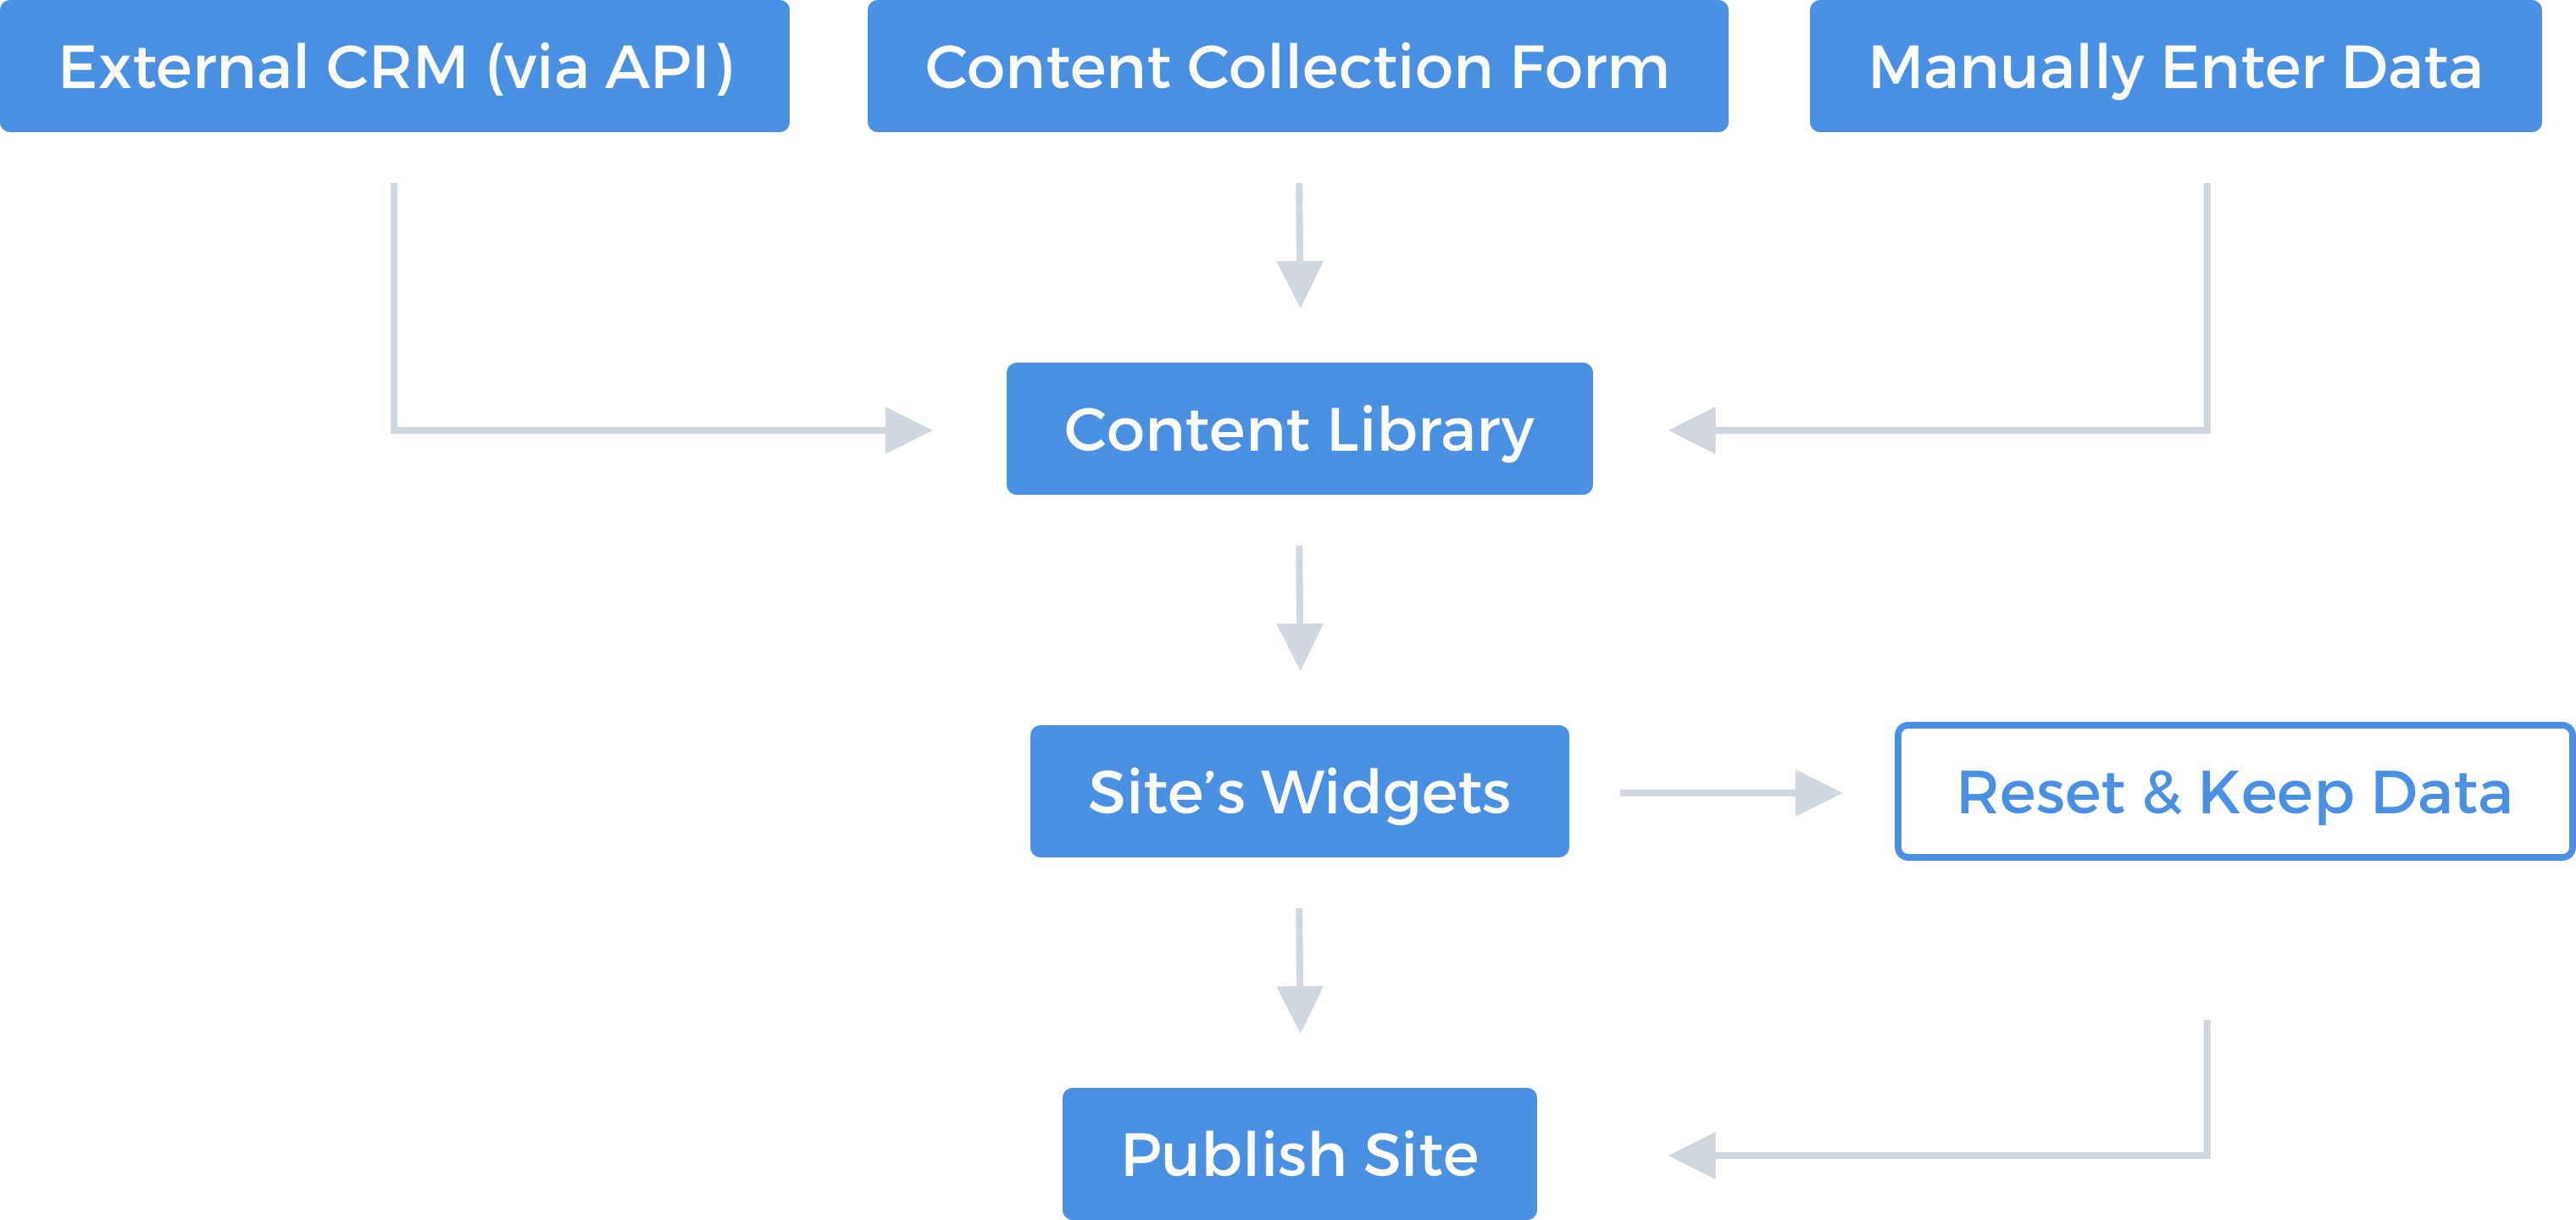 External CRM (via API)
Content Collection Form
Manually Enter Data
Content Library
Site’s Widgets
Reset & Keep Data
Publish Site